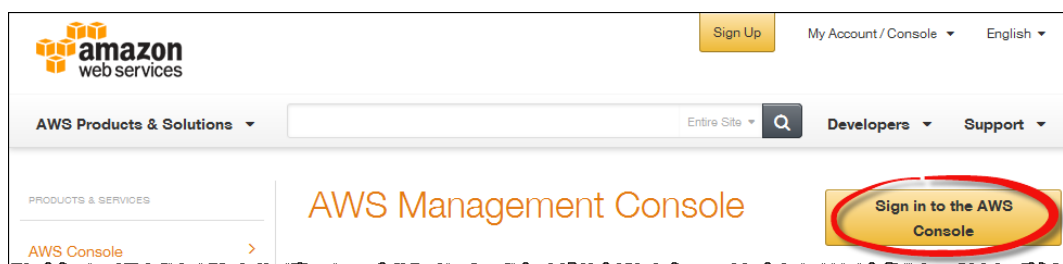 amazon
web services
Sign Up
My Account / Console
English
AWS Products & Solutions
Entire Site
Developers
Support
PRODUCTS & SERVICES
AWS Management Console
Sign in to the AWS
Console
AWS Console